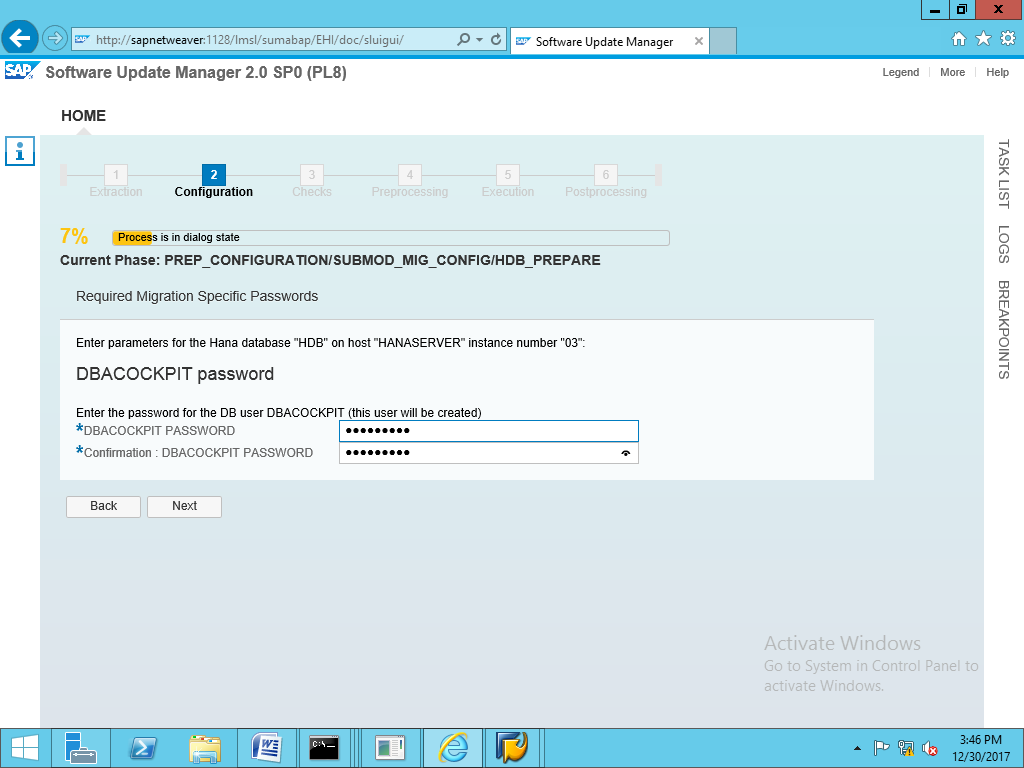 http://sapnetweaver:1128/lmsl/sumabap/EHI/doc/sluigui/
Software Update Manager
SAP Software Update Manager 2.0 SP0 (PL8)
Legend More Help
HOME
1 2 3 4 5 6
Extraction Configuration Checks Preprocessing Execution Postprocessing
7% Process is in dialog state
Current Phase: PREP_CONFIGURATION/SUBMOD_MIG_CONFIG/HDB_PREPARE
Required Migration Specific Passwords
Enter parameters for the Hana database "HDB" on host "HANASERVER" instance number "03":
DBACOCKPIT password
Enter the password for the DB user DBACOCKPIT (this user will be created)
*DBACOCKPIT PASSWORD ●●●●●●●●●
*Confirmation : DBACOCKPIT PASSWORD ●●●●●●●●●
Back Next
TASK LIST
LOGS
BREAKPOINTS
Activate Windows
Go to System in Control Panel to
activate Windows.
C:\_
3:46 PM
12/30/2017